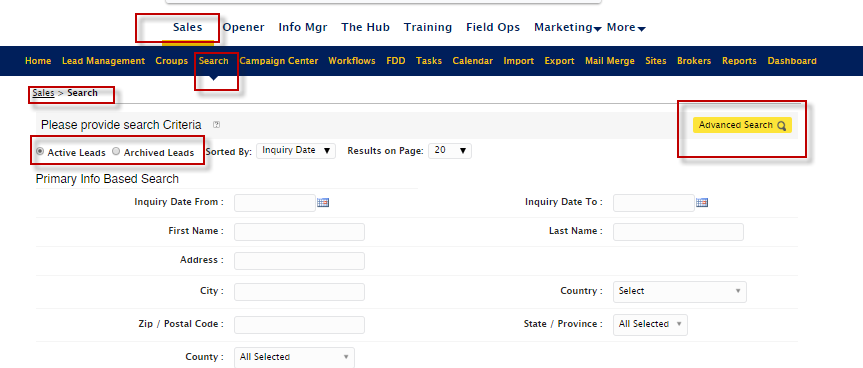 Sales Opener Info Mgr The Hub Training Field Ops Marketing More
Home Lead Management Groups Search Campaign Center Workflows FDD Tasks Calendar Import Export Mail Merge Sites Brokers Reports Dashboard
Sales > Search
Please provide search Criteria ? Advanced Search
Active Leads Archived Leads Sorted By: Inquiry Date Results on Page: 20
Primary Info Based Search
Inquiry Date From : Inquiry Date To :
First Name : Last Name :
Address :
City : Country : Select
Zip / Postal Code : State / Province : All Selected
County : All Selected